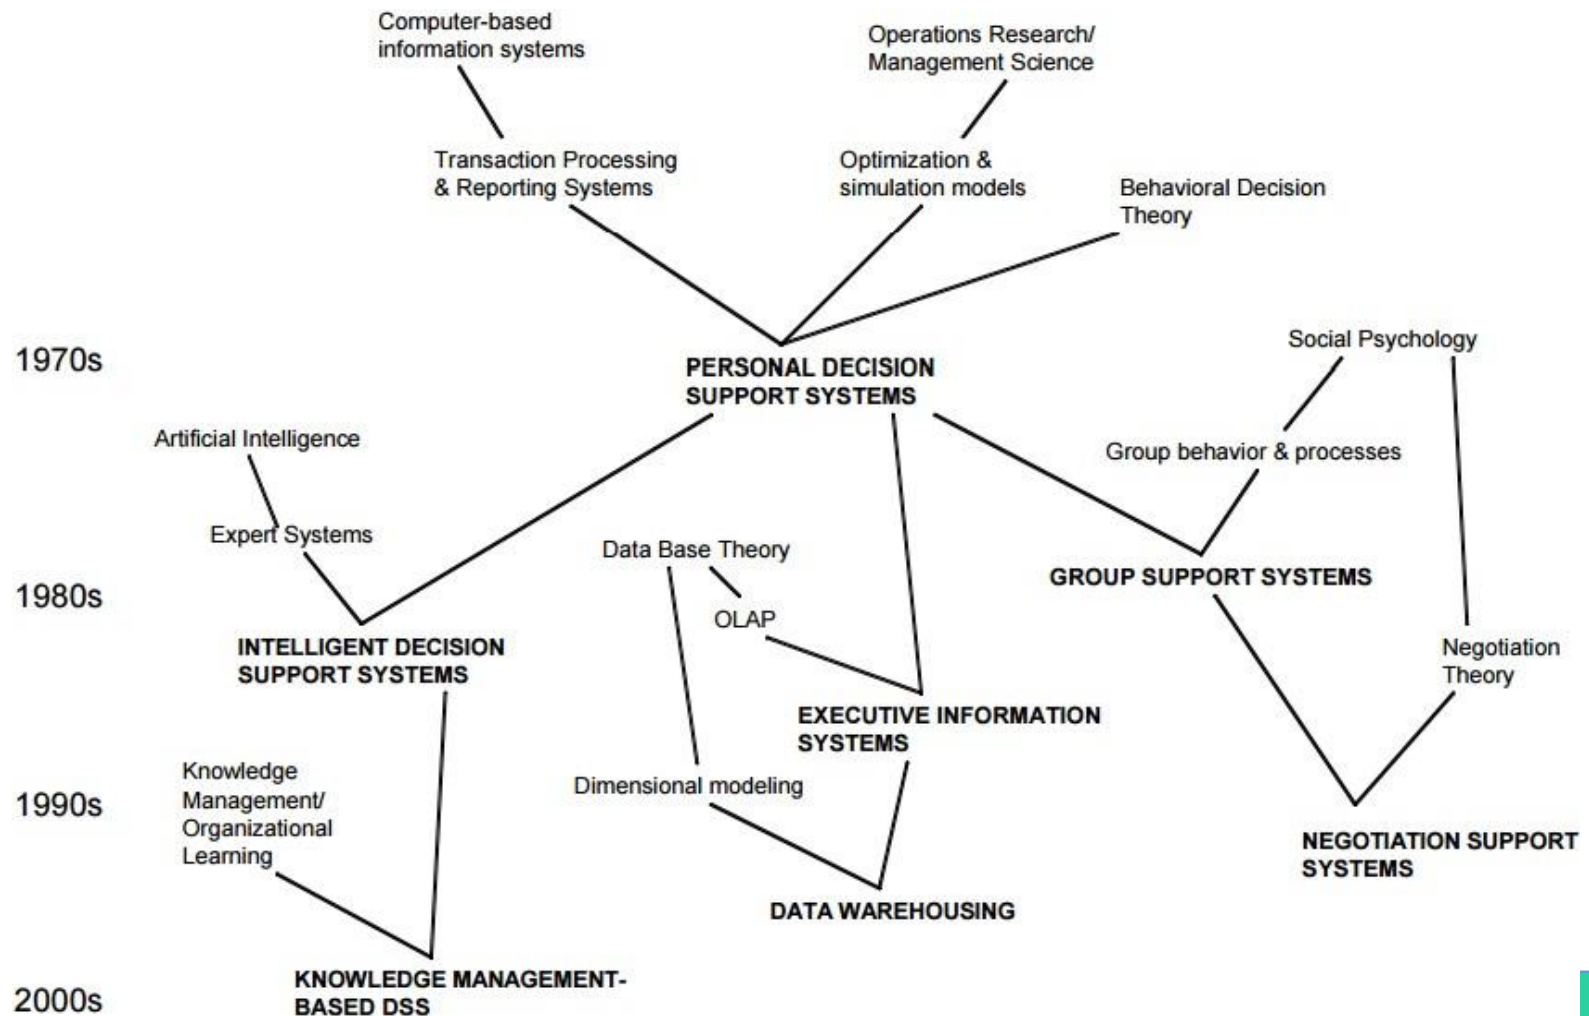 Computer-based
information systems
Operations Research/
Management Science
Transaction Processing
& Reporting Systems
Optimization &
simulation models
Behavioral Decision
Theory
1970s
PERSONAL DECISION
SUPPORT SYSTEMS
Social Psychology
Artificial Intelligence
Group behavior & processes
Expert Systems
Data Base Theory
GROUP SUPPORT SYSTEMS
1980s
OLAP
INTELLIGENT DECISION
SUPPORT SYSTEMS
Negotiation
Theory
EXECUTIVE INFORMATION
SYSTEMS
Knowledge
Management/
Organizational
Learning
Dimensional modeling
1990s
NEGOTIATION SUPPORT
SYSTEMS
DATA WAREHOUSING
KNOWLEDGE MANAGEMENT-
BASED DSS
2000s